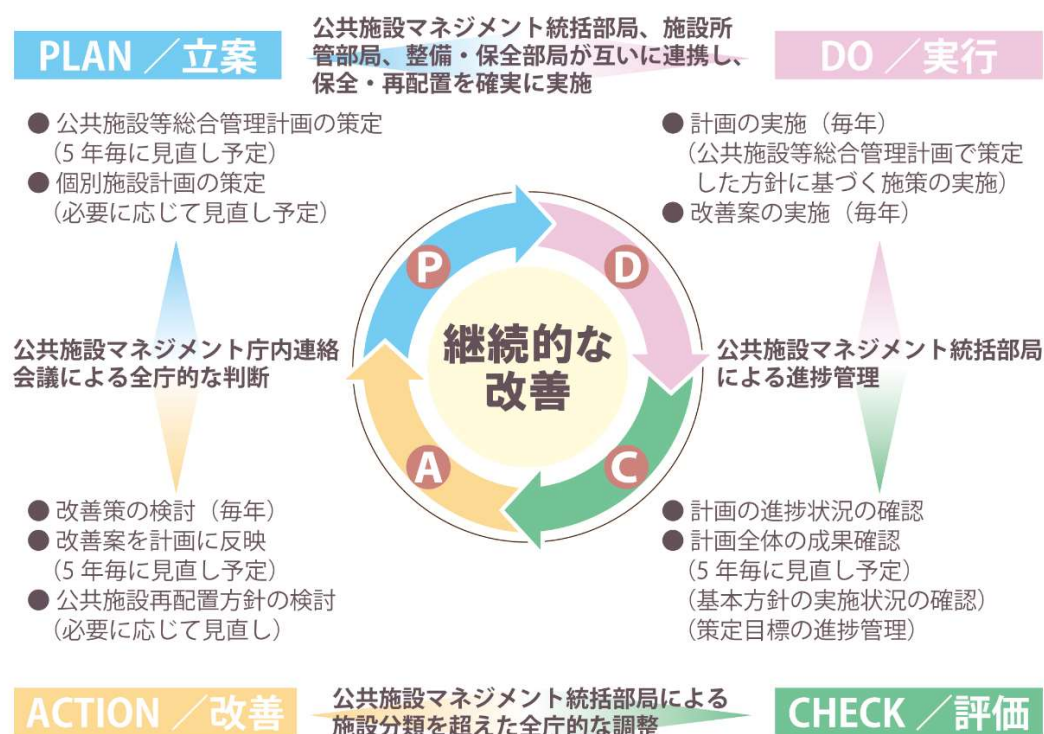 PLAN ／立案
公共施設マネジメント統括部局、施設所
管部局、整備・保全部局が互いに連携し、
保全・再配置を確実に実施
DO ／実行
● 公共施設等総合管理計画の策定
（5 年毎に見直し予定）
● 個別施設計画の策定
（必要に応じて見直し予定）
● 計画の実施（毎年）
（公共施設等総合管理計画で策定
した方針に基づく施策の実施）
● 改善案の実施（毎年）
P
D
継続的な
改善
A
C
公共施設マネジメント庁内連絡
会議による全庁的な判断
公共施設マネジメント統括部局
による進捗管理
● 改善策の検討（毎年）
● 改善案を計画に反映
（5 年毎に見直し予定）
● 公共施設再配置方針の検討
（必要に応じて見直し）
● 計画の進捗状況の確認
● 計画全体の成果確認
（5 年毎に見直し予定）
（基本方針の実施状況の確認）
（策定目標の進捗管理）
ACTION ／改善
公共施設マネジメント統括部局による
施設分類を超えた全庁的な調整
CHECK ／評価